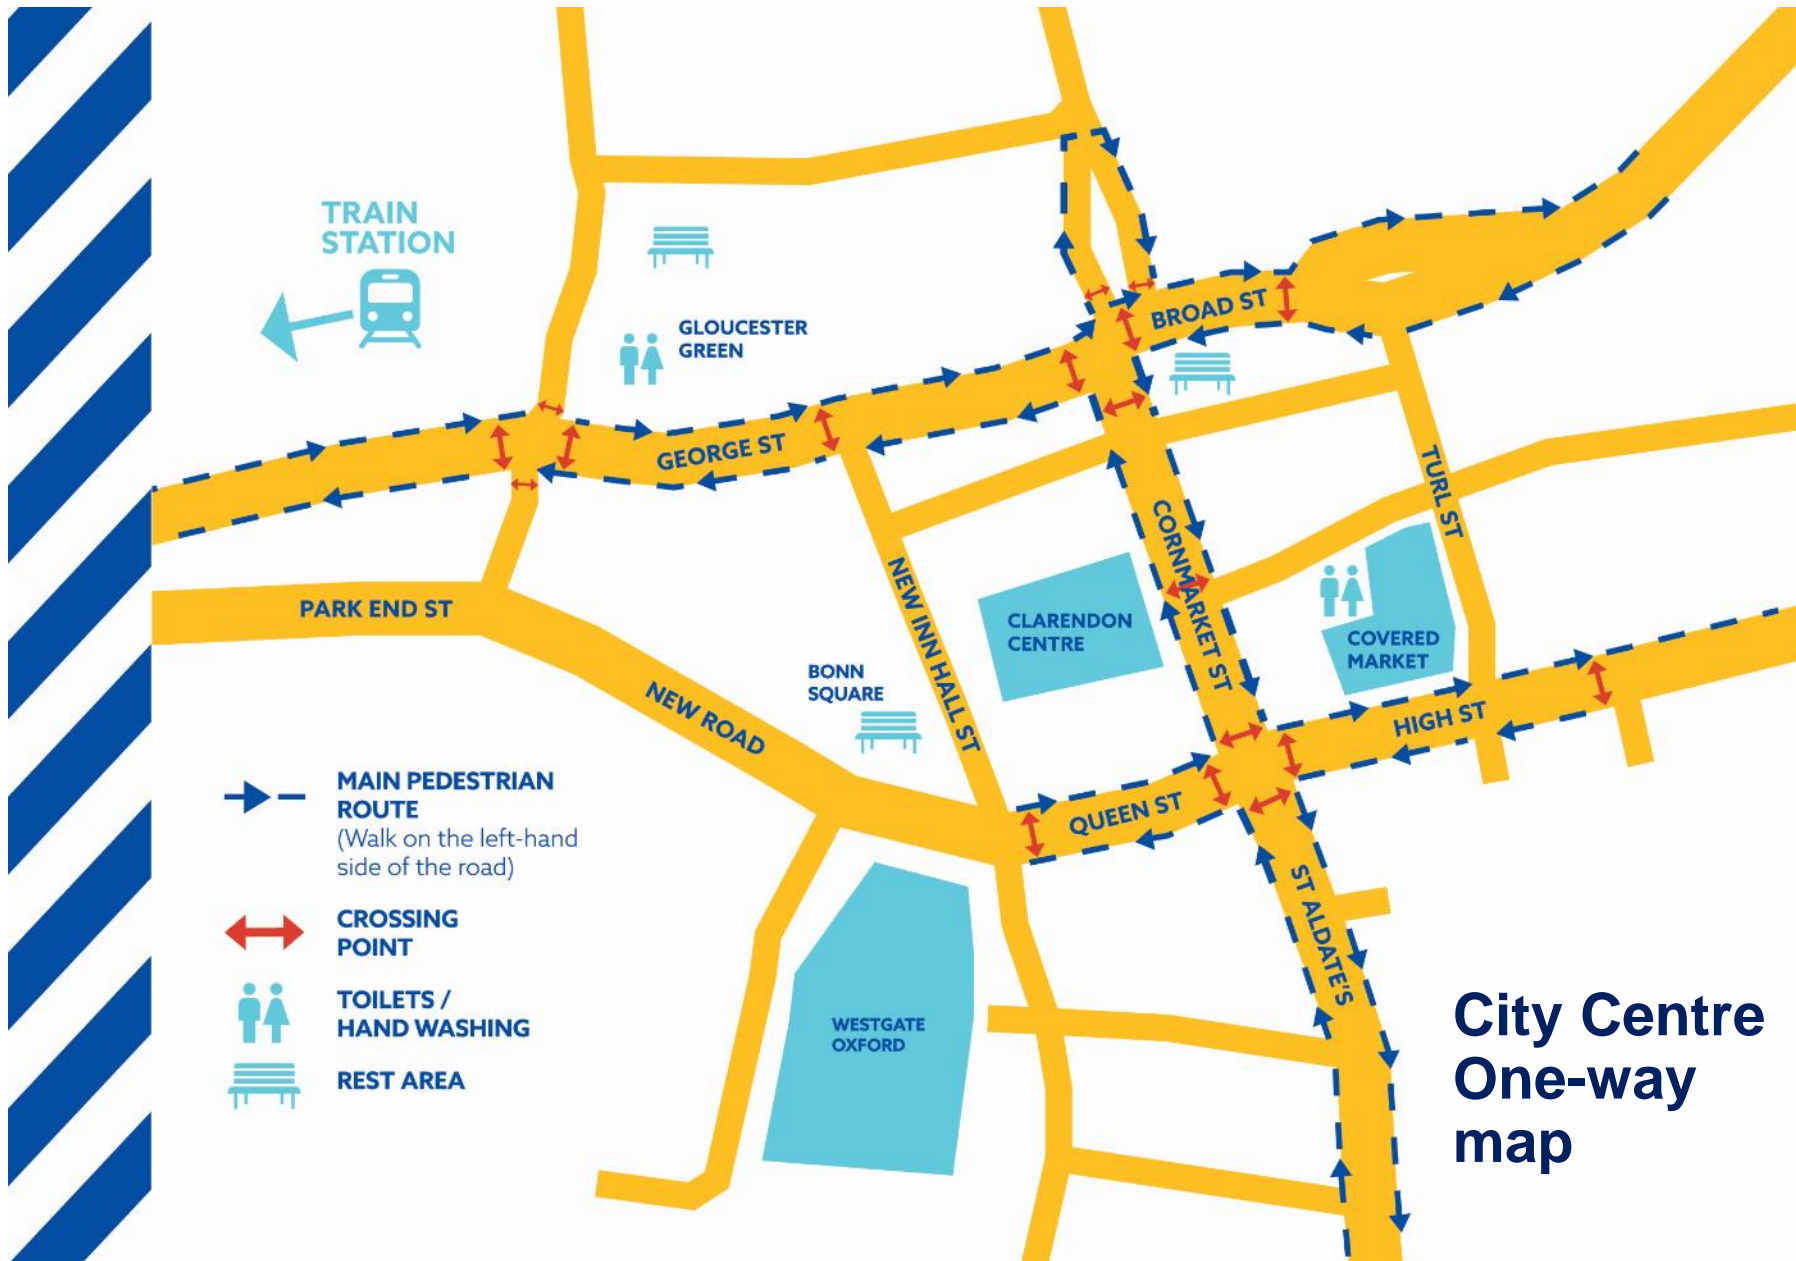 TRAIN
STATION
GLOUCESTER
GREEN
BROAD ST
GEORGE ST
TURL ST
CORNMARKET ST
NEW INN HALL ST
PARK END ST
CLARENDON
CENTRE
COVERED
MARKET
BONN
SQUARE
NEW ROAD
HIGH ST
QUEEN ST
ST ALDATE'S
WESTGATE
OXFORD
MAIN PEDESTRIAN
ROUTE
(Walk on the left-hand
side of the road)
CROSSING
POINT
TOILETS /
HAND WASHING
REST AREA
City Centre
One-way
map